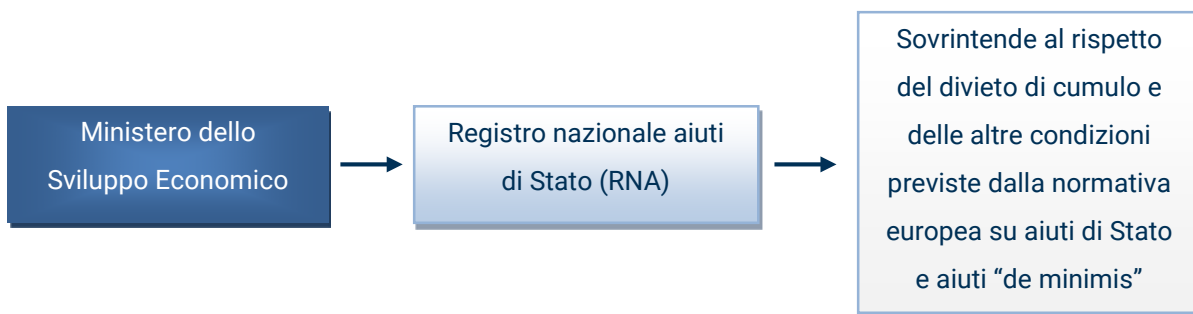 Ministero dello
Sviluppo Economico
Registro nazionale aiuti
di Stato (RNA)
Sovrintende al rispetto
del divieto di cumulo e
delle altre condizioni
previste dalla normativa
europea su aiuti di Stato
e aiuti “de minimis”